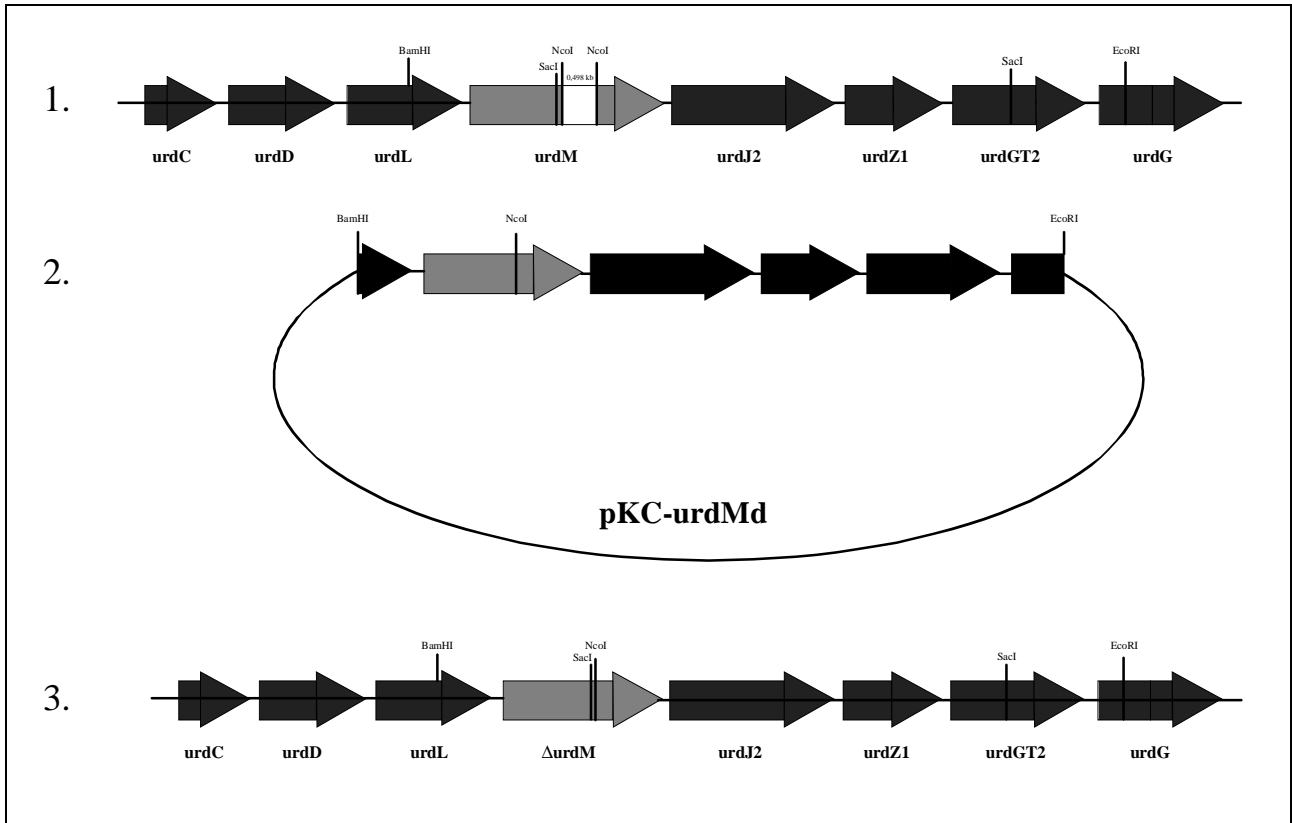 BamHI
NcoI NcoI
SacI 0,498 kb SacI EcoRI
1.
urdC urdD urdL urdM urdJ2 urdZ1 urdGT2 urdG
BamHI NcoI EcoRI
2.
pKC-urdMd
BamHI NcoI EcoRI
SacI SacI
3.
urdC urdD urdL ΔurdM urdJ2 urdZ1 urdGT2 urdG